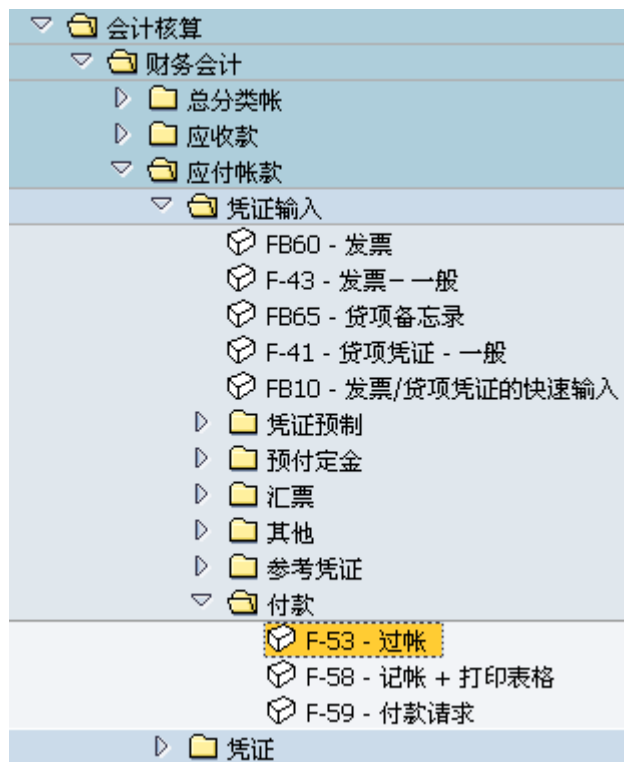 会计核算
财务会计
总分类帐
应收款
应付帐款
凭证输入
FB60 - 发票
F-43 - 发票－一般
FB65 - 贷项备忘录
F-41 - 贷项凭证 - 一般
FB10 - 发票/贷项凭证的快速输入
凭证预制
预付定金
汇票
其他
参考凭证
付款
F-53 - 过帐
F-58 - 记帐 + 打印表格
F-59 - 付款请求
凭证